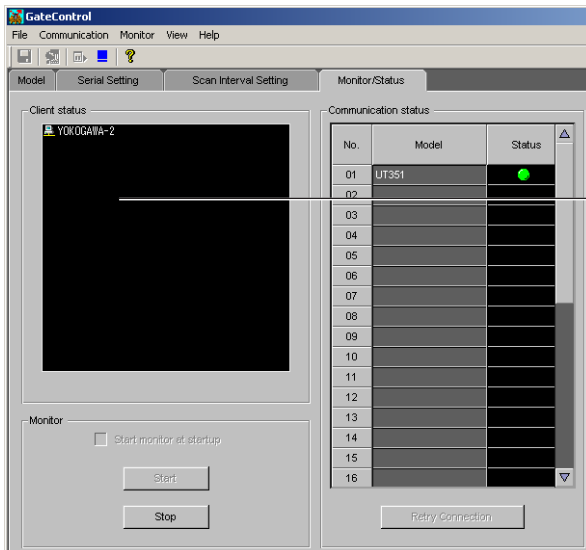 GateControl
File Communication Monitor View Help
Model Serial Setting Scan Interval Setting Monitor/Status
Client status
YOKOGAWA-2
Communication status
No. Model Status
01 UT351
02
03
04
05
06
07
08
09
10
11
12
13
14
15
16
Monitor
Start monitor at startup
Start
Stop
Retry Connection